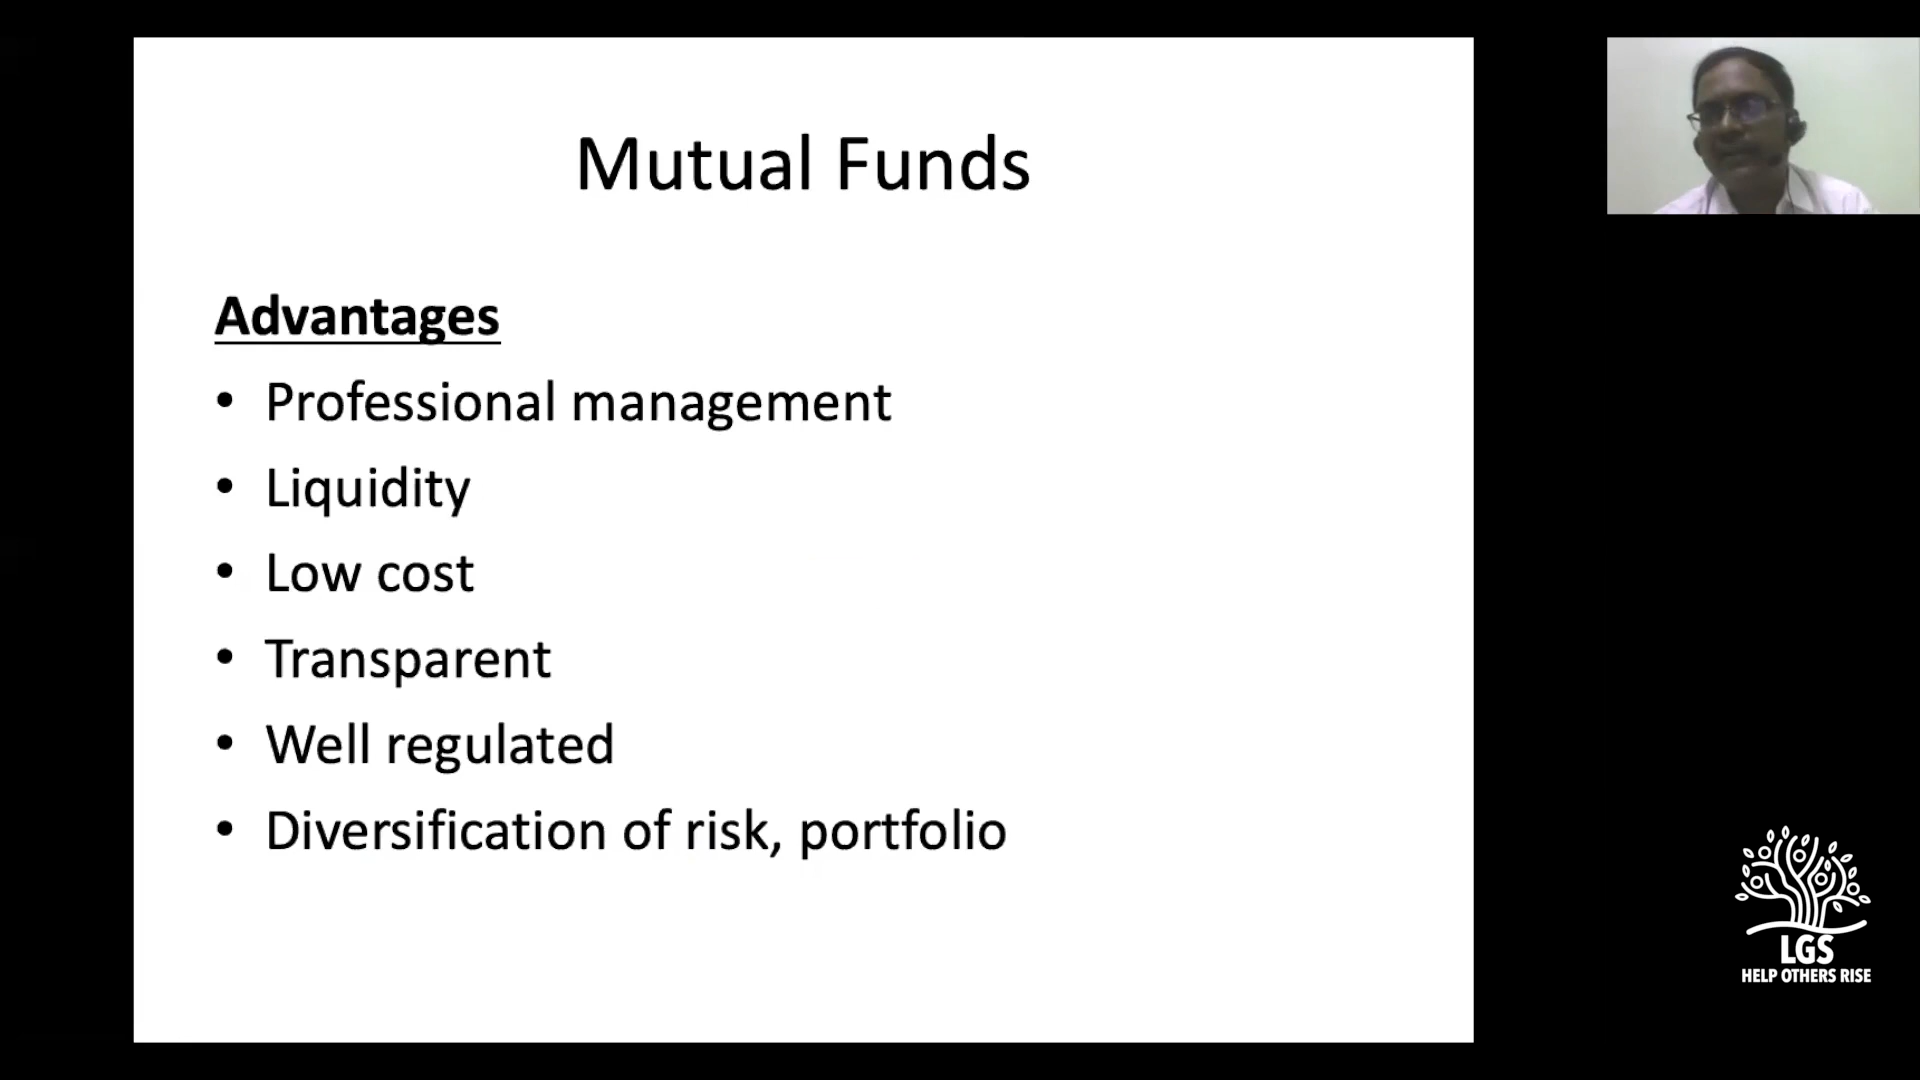 Mutual Funds
Advantages
• Professional management
• Liquidity
• Low cost
• Transparent
• Well regulated
• Diversification of risk, portfolio
LGS
HELP OTHERS RISE